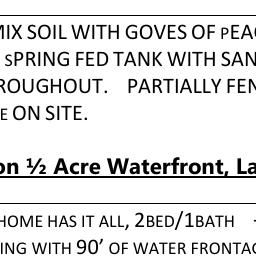 MIX SOIL WITH GOVES OF PEA
SPRING FED TANK WITH SAN
ROUGHOUT. PARTIALLY FEN
E ON SITE.
on ½ Acre Waterfront, La
HOME HAS IT ALL, 2BED/1BATH -
ING WITH 90’ OF WATER FRONTAG